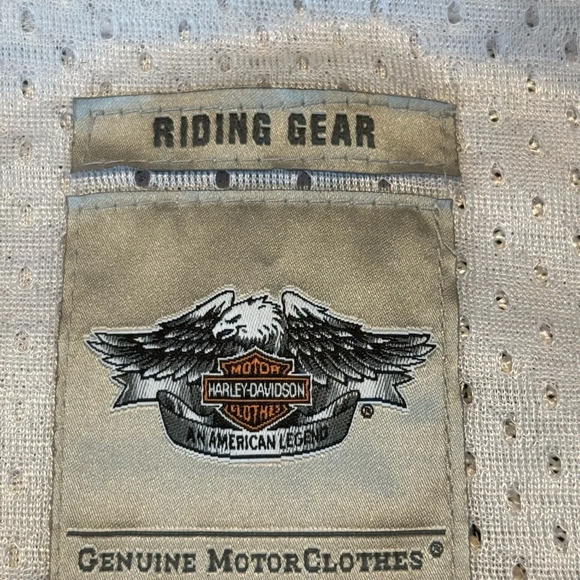 RIDING GEAR
MOTOR
HARLEY-DAVIDSON
CLOTHES
®
AN AMERICAN LEGEND
GENUINE MOTORCLOTHES®